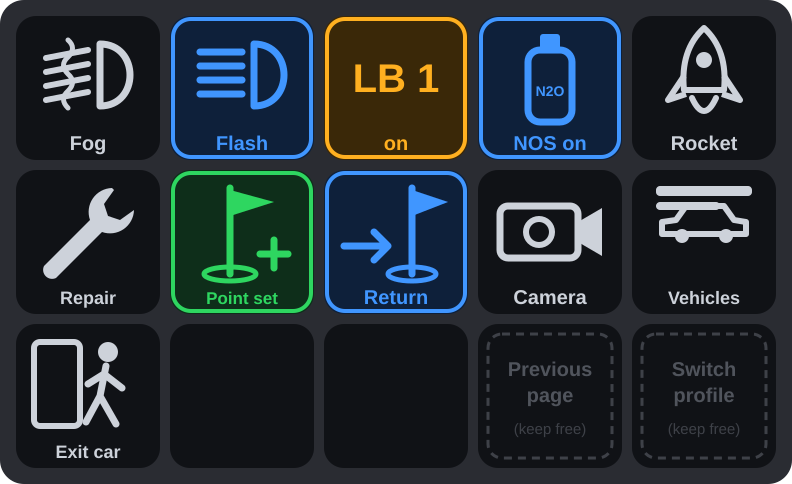 Fog
Flash
LB 1
on
N2O
NOS on
Rocket
Repair
Point set
Return
Camera
Vehicles
Exit car
Previous
page
(keep free)
Switch
profile
(keep free)